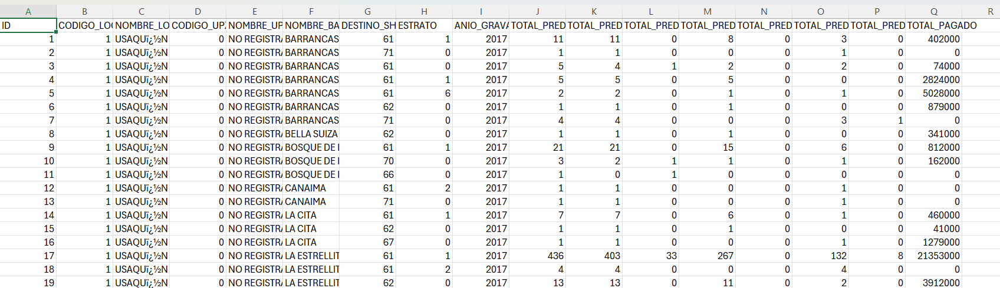 A B C D E F G H I J K L M N O P Q R
ID CODIGO_LO NOMBRE_LO CODIGO_UP NOMBRE_UP NOMBRE_BA DESTINO_SH ESTRATO ANIO_GRAVA TOTAL_PRED TOTAL_PRED TOTAL_PRED TOTAL_PRED TOTAL_PRED TOTAL_PRED TOTAL_PRED TOTAL_PAGADO
1 1 USAQUï¿½N 0 NO REGISTRA BARRANCAS 61 1 2017 11 11 0 8 0 3 0 402000
2 1 USAQUï¿½N 0 NO REGISTRA BARRANCAS 71 0 2017 1 1 0 0 0 1 0 0
3 1 USAQUï¿½N 0 NO REGISTRA BARRANCAS 61 0 2017 5 4 1 2 0 2 0 74000
4 1 USAQUï¿½N 0 NO REGISTRA BARRANCAS 61 1 2017 5 5 0 5 0 0 0 2824000
5 1 USAQUï¿½N 0 NO REGISTRA BARRANCAS 61 6 2017 2 2 0 1 0 1 0 5028000
6 1 USAQUï¿½N 0 NO REGISTRA BARRANCAS 62 0 2017 1 1 0 1 0 0 0 879000
7 1 USAQUï¿½N 0 NO REGISTRA BARRANCAS 71 0 2017 4 4 0 0 0 3 1 0
8 1 USAQUï¿½N 0 NO REGISTRA BELLA SUIZA 62 0 2017 1 1 0 1 0 0 0 341000
9 1 USAQUï¿½N 0 NO REGISTRA BOSQUE DE 61 1 2017 21 21 0 15 0 6 0 812000
10 1 USAQUï¿½N 0 NO REGISTRA BOSQUE DE 70 0 2017 3 2 1 1 0 1 0 162000
11 1 USAQUï¿½N 0 NO REGISTRA BOSQUE DE 66 0 2017 1 0 1 0 0 0 0 0
12 1 USAQUï¿½N 0 NO REGISTRA CANAIMA 61 2 2017 1 1 0 0 0 1 0 0
13 1 USAQUï¿½N 0 NO REGISTRA CANAIMA 71 0 2017 1 1 0 0 0 1 0 0
14 1 USAQUï¿½N 0 NO REGISTRA LA CITA 61 1 2017 7 7 0 6 0 1 0 460000
15 1 USAQUï¿½N 0 NO REGISTRA LA CITA 62 0 2017 1 1 0 1 0 0 0 41000
16 1 USAQUï¿½N 0 NO REGISTRA LA CITA 67 0 2017 1 1 0 0 0 1 0 1279000
17 1 USAQUï¿½N 0 NO REGISTRA LA ESTRELLIT 61 1 2017 436 403 33 267 0 132 8 21353000
18 1 USAQUï¿½N 0 NO REGISTRA LA ESTRELLIT 61 2 2017 4 4 0 0 0 4 0 0
19 1 USAQUï¿½N 0 NO REGISTRA LA ESTRELLIT 62 0 2017 13 13 0 11 0 2 0 3912000